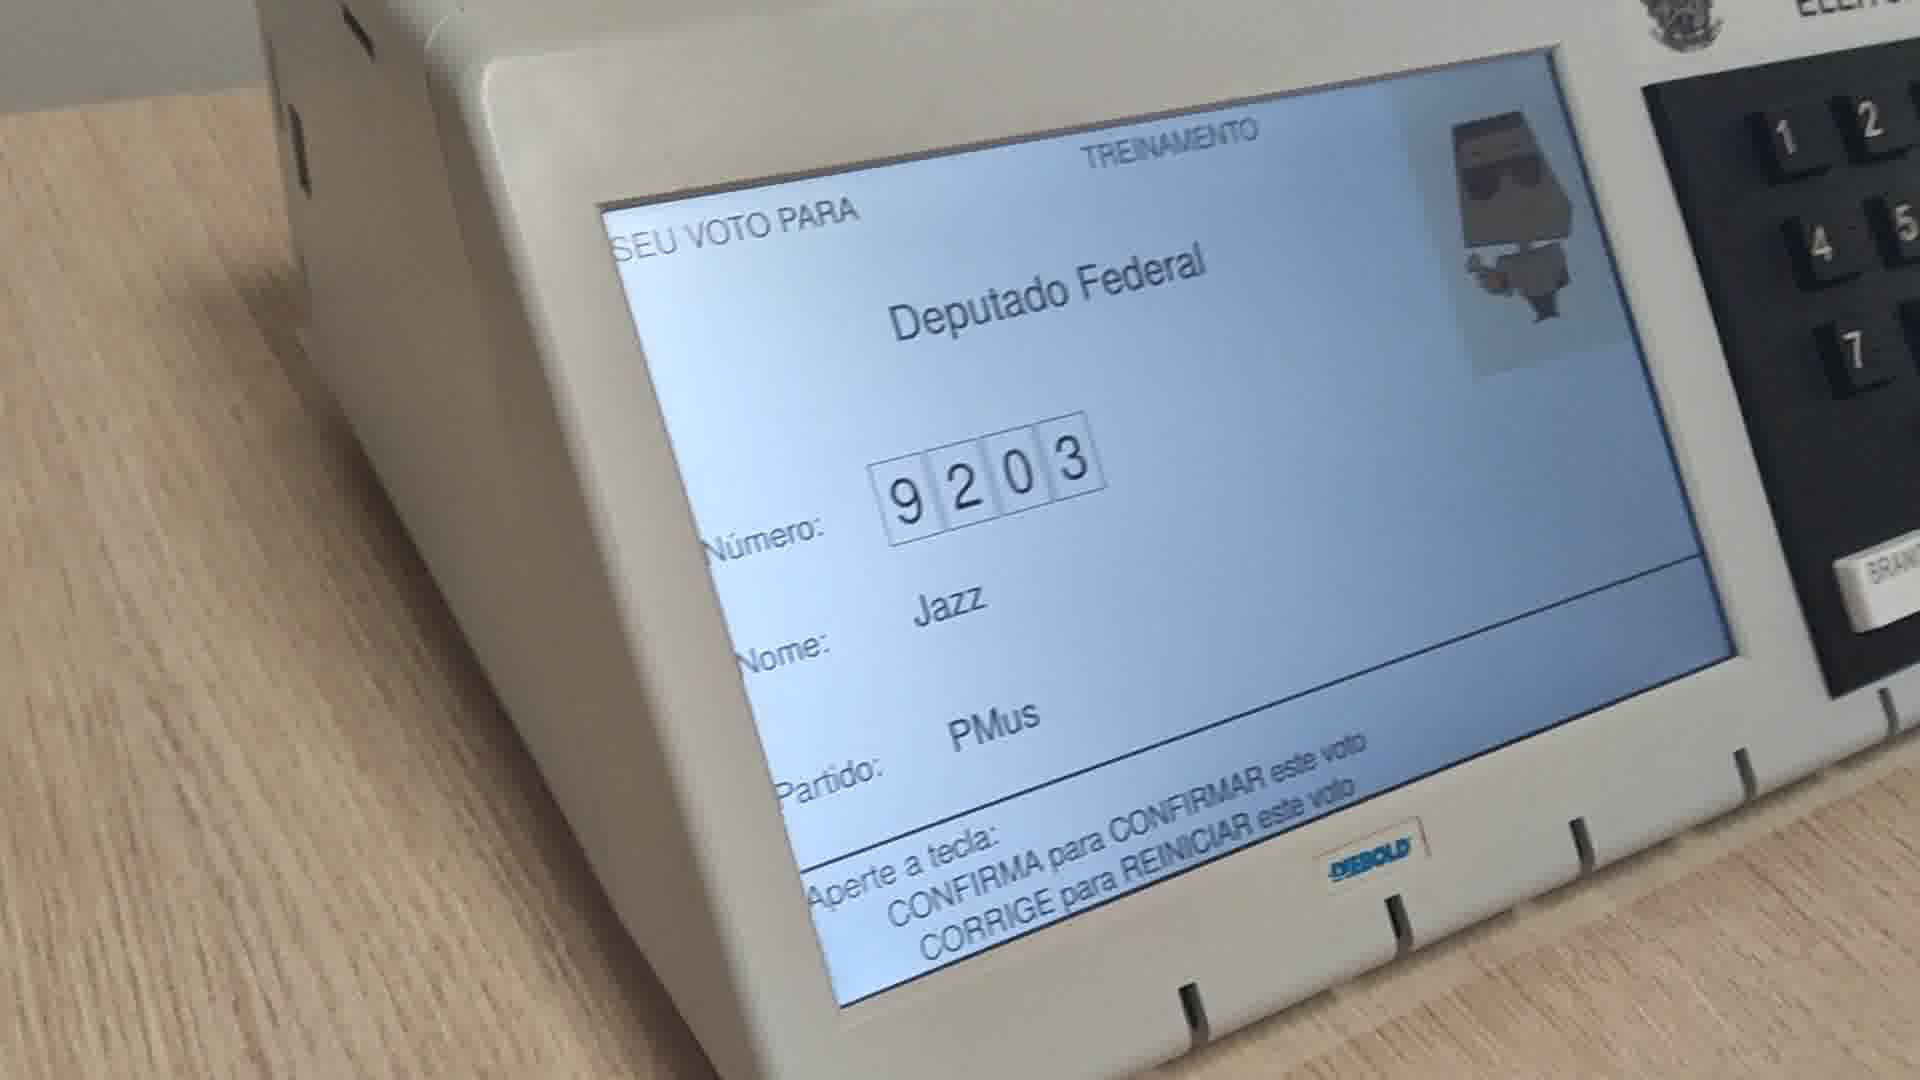 TREINAMENTO
SEU VOTO PARA
Deputado Federal
Número: 9203
Nome: Jazz
Partido: PMus
Aperte a tecla:
CONFIRMA para CONFIRMAR este voto
CORRIGE para REINICIAR este voto
DIEBOLD
1 2
4 5
7